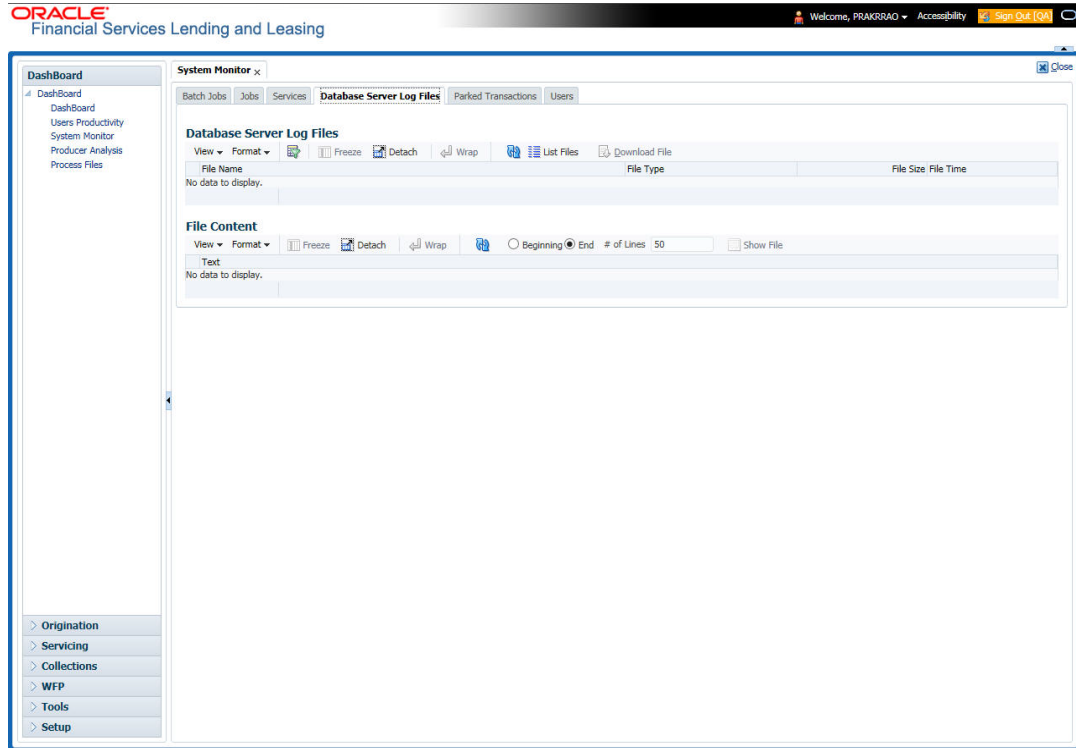 ORACLE®
Financial Services Lending and Leasing
Welcome, PRAKRRAO Accessibility Sign Out [QA]
Close
DashBoard
DashBoard
DashBoard
Users Productivity
System Monitor
Producer Analysis
Process Files
Origination
Servicing
Collections
WFP
Tools
Setup
System Monitor x
Batch Jobs Jobs Services Database Server Log Files Parked Transactions Users
Database Server Log Files
View Format Freeze Detach Wrap List Files Download File
File Name File Type File Size File Time
No data to display.
File Content
View Format Freeze Detach Wrap Beginning End # of Lines 50 Show File
Text
No data to display.